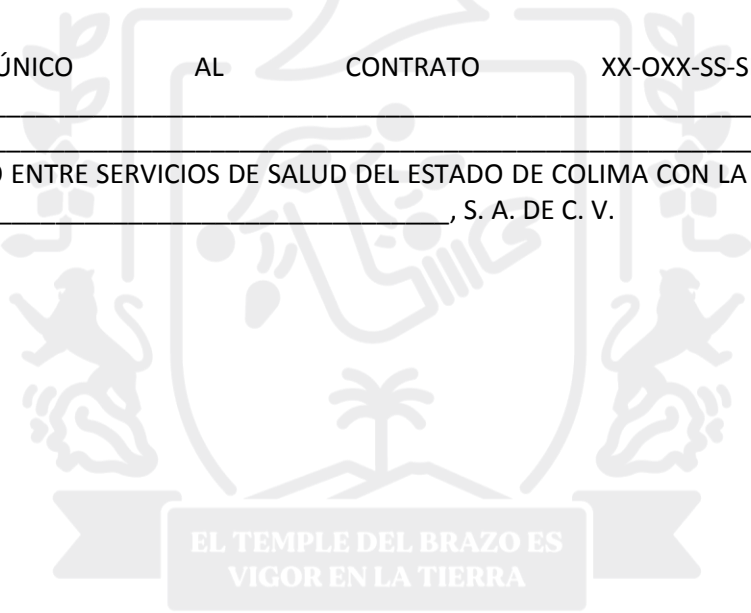 ÚNICO AL CONTRATO XX-OXX-SS-S
ENTRE SERVICIOS DE SALUD DEL ESTADO DE COLIMA CON LA
, S. A. DE C. V.
EL TEMPLE DEL BRAZO ES
VIGOR EN LA TIERRA